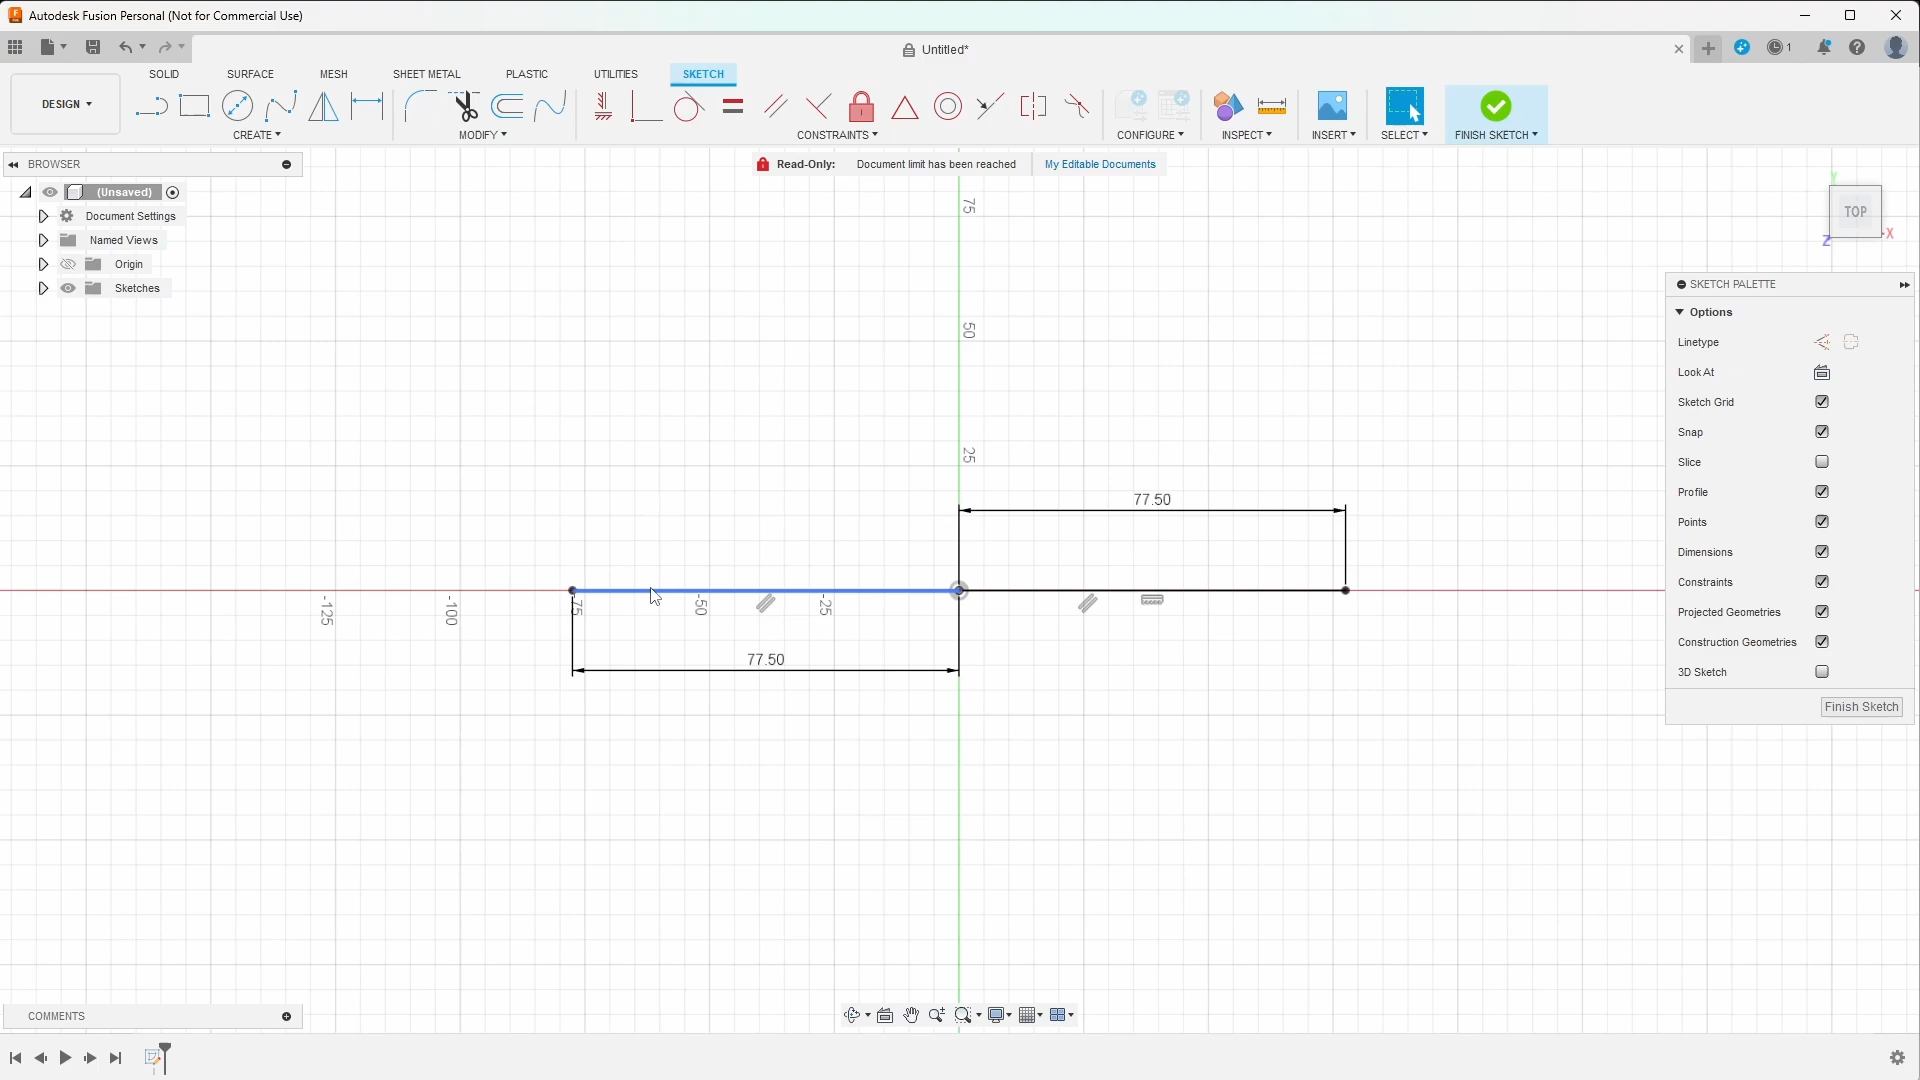 Autodesk Fusion Personal (Not for Commercial Use)
Untitled*
1
DESIGN
SOLID SURFACE MESH SHEET METAL PLASTIC UTILITIES SKETCH
CREATE MODIFY CONSTRAINTS CONFIGURE INSPECT INSERT SELECT FINISH SKETCH
BROWSER
Read-Only: Document limit has been reached My Editable Documents
(Unsaved)
Document Settings
Named Views
Origin
Sketches
TOP
Y
X
Z
75
50
25
-125
-100
-75
-50
-25
77.50
77.50
SKETCH PALETTE
Options
Linetype
Look At
Sketch Grid
Snap
Slice
Profile
Points
Dimensions
Constraints
Projected Geometries
Construction Geometries
3D Sketch
Finish Sketch
COMMENTS